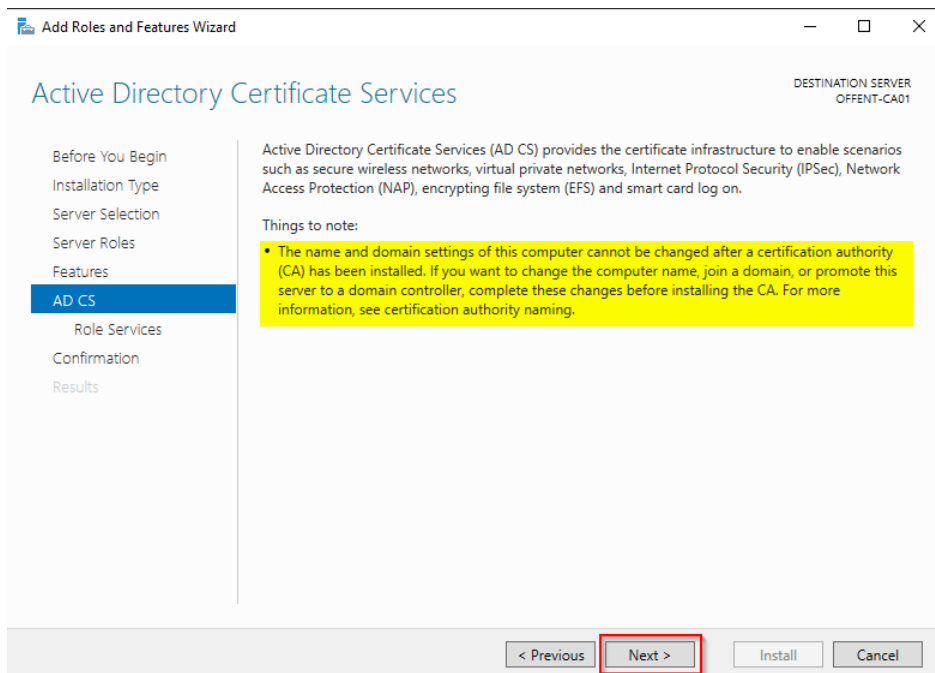 Add Roles and Features Wizard
Active Directory Certificate Services
DESTINATION SERVER
OFFENT-CA01
Before You Begin
Installation Type
Server Selection
Server Roles
Features
AD CS
Role Services
Confirmation
Results
Active Directory Certificate Services (AD CS) provides the certificate infrastructure to enable scenarios
such as secure wireless networks, virtual private networks, Internet Protocol Security (IPSec), Network
Access Protection (NAP), encrypting file system (EFS) and smart card log on.
Things to note:
• The name and domain settings of this computer cannot be changed after a certification authority
(CA) has been installed. If you want to change the computer name, join a domain, or promote this
server to a domain controller, complete these changes before installing the CA. For more
information, see certification authority naming.
< Previous
Next >
Install
Cancel